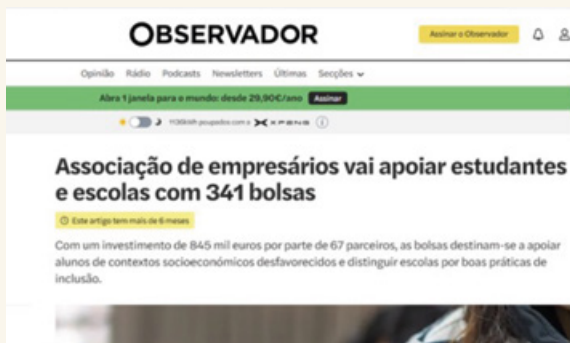 OBSERVADOR
Assinar o Observador
Opinião Rádio Podcasts Newsletters Últimas Secções
Abra 1 janela para o mundo: desde 29,90€/ano Assinar
poupados com a XPENG
Associação de empresários vai apoiar estudantes
e escolas com 341 bolsas
Este artigo tem mais de 6 meses
Com um investimento de 845 mil euros por parte de 67 parceiros, as bolsas destinam-se a apoiar
alunos de contextos socioeconómicos desfavorecidos e distinguir escolas por boas práticas de
inclusão.